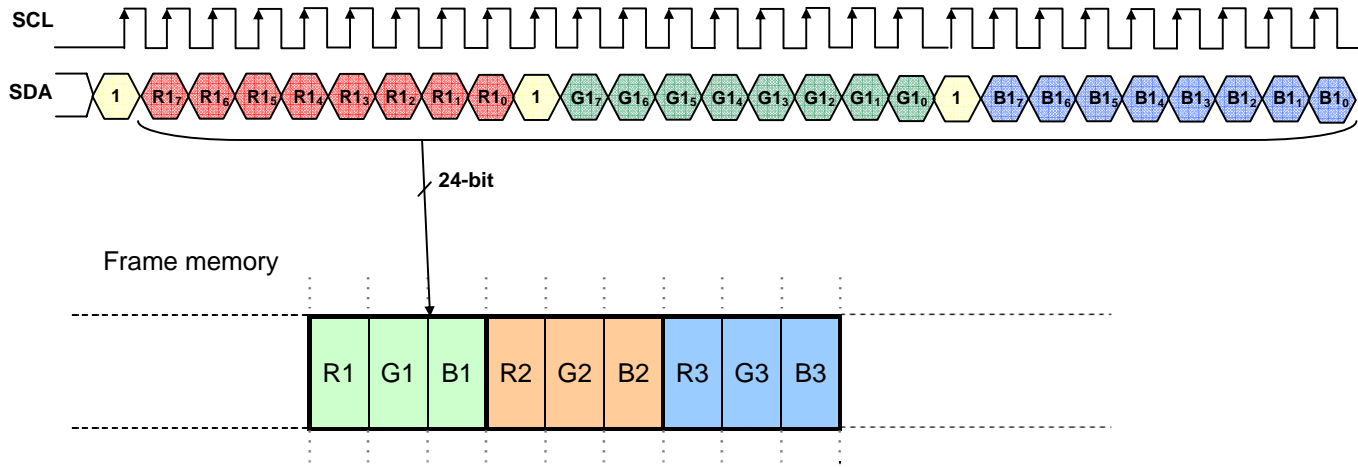 SCL
SDA 1 R1₇ R1₆ R1₅ R1₄ R1₃ R1₂ R1₁ R1₀ 1 G1₇ G1₆ G1₅ G1₄ G1₃ G1₂ G1₁ G1₀ 1 B1₇ B1₆ B1₅ B1₄ B1₃ B1₂ B1₁ B1₀
24-bit
Frame memory
R1 G1 B1 R2 G2 B2 R3 G3 B3